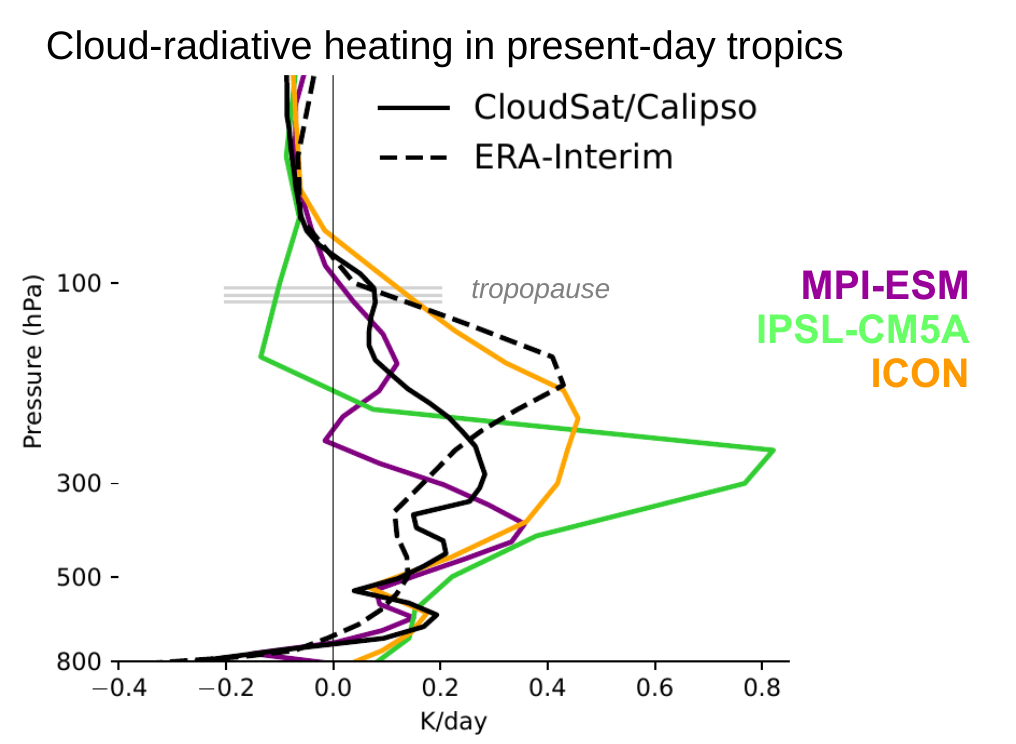 Cloud-radiative heating in present-day tropics
CloudSat/Calipso
ERA-Interim
100
tropopause
MPI-ESM
IPSL-CM5A
ICON
Pressure (hPa)
300
500
800
−0.4 −0.2 0.0 0.2 0.4 0.6 0.8
K/day